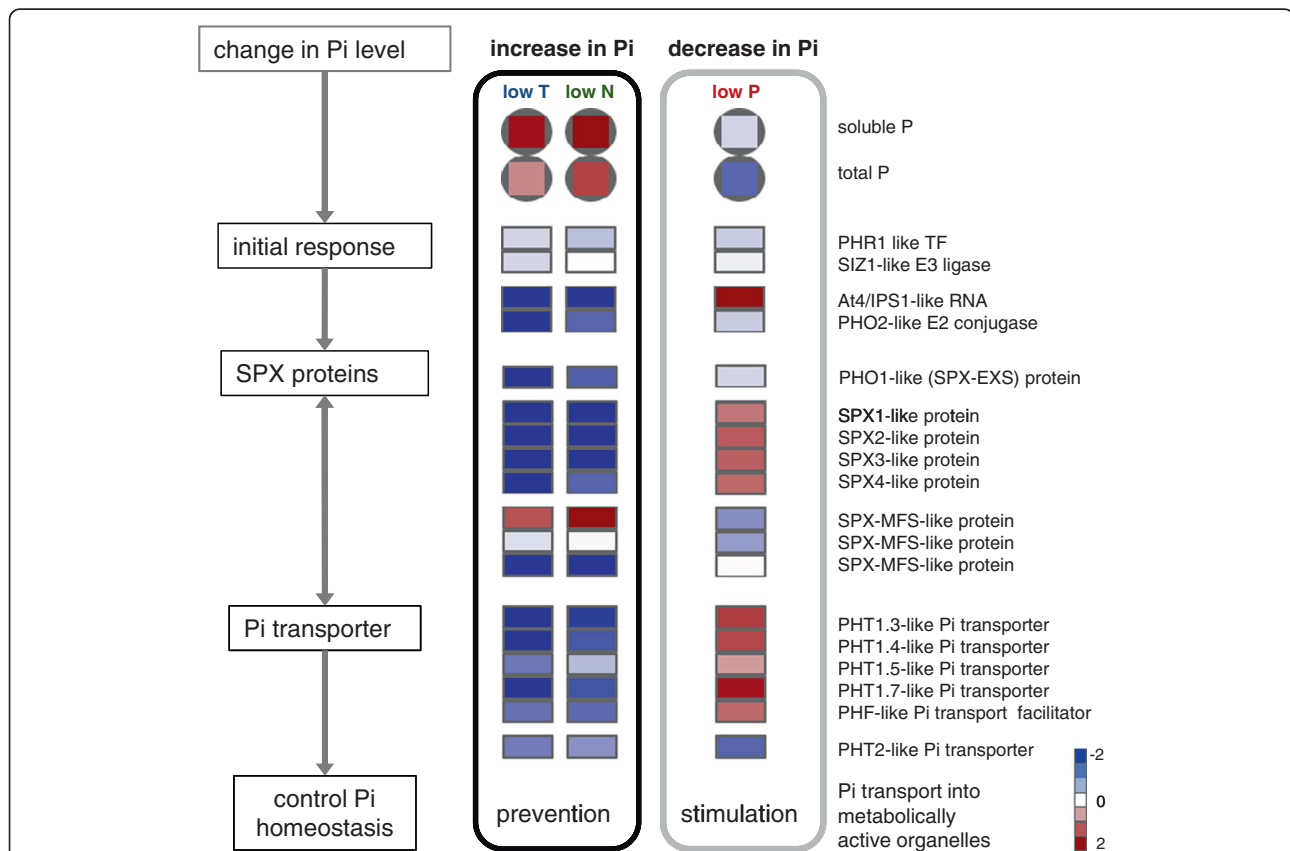 change in Pi level
increase in Pi
decrease in Pi
low T
low N
low P
soluble P
total P
initial response
PHR1 like TF
SIZ1-like E3 ligase
At4/IPS1-like RNA
PHO2-like E2 conjugase
SPX proteins
PHO1-like (SPX-EXS) protein
SPX1-like protein
SPX2-like protein
SPX3-like protein
SPX4-like protein
SPX-MFS-like protein
SPX-MFS-like protein
SPX-MFS-like protein
Pi transporter
PHT1.3-like Pi transporter
PHT1.4-like Pi transporter
PHT1.5-like Pi transporter
PHT1.7-like Pi transporter
PHF-like Pi transport facilitator
PHT2-like Pi transporter
control Pi
homeostasis
prevention
stimulation
Pi transport into
metabolically
active organelles
-2
0
2